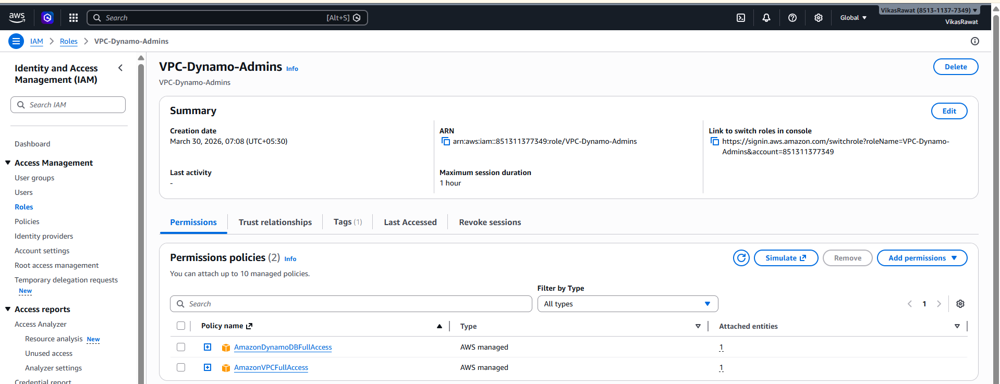 aws
Search
[Alt+S]
Global
VikasRawat (8513-1137-7349)
VikasRawat
IAM
Roles
VPC-Dynamo-Admins
Identity and Access
Management (IAM)
Search IAM
Dashboard
Access Management
User groups
Users
Roles
Policies
Identity providers
Account settings
Root access management
Temporary delegation requests
New
Access reports
Access Analyzer
Resource analysis New
Unused access
Analyzer settings
Credential report
VPC-Dynamo-Admins Info
Delete
VPC-Dynamo-Admins
Summary
Edit
Creation date
March 30, 2026, 07:08 (UTC+05:30)
ARN
arn:aws:iam::851311377349:role/VPC-Dynamo-Admins
Link to switch roles in console
https://signin.aws.amazon.com/switchrole?roleName=VPC-Dynamo-
Admins&account=851311377349
Last activity
-
Maximum session duration
1 hour
Permissions
Trust relationships
Tags (1)
Last Accessed
Revoke sessions
Permissions policies (2) Info
Simulate
Remove
Add permissions
You can attach up to 10 managed policies.
Filter by Type
Search
All types
1
Policy name
Type
Attached entities
AmazonDynamoDBFullAccess
AWS managed
1
AmazonVPCFullAccess
AWS managed
1